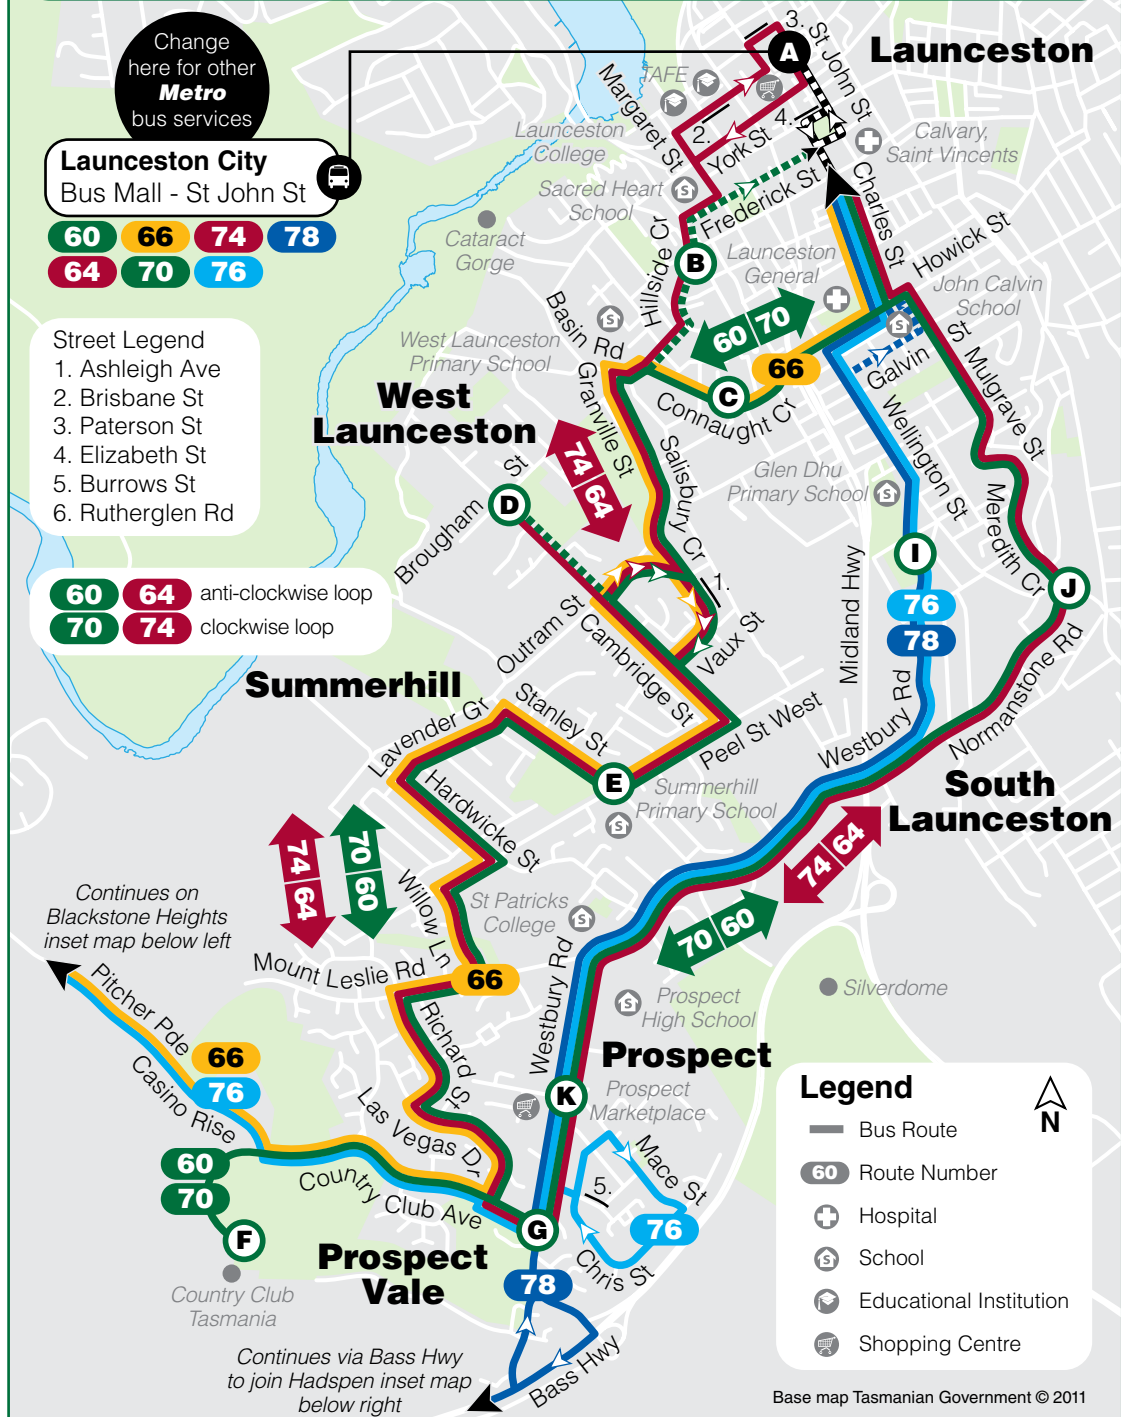 Change
here for other
Metro
bus services
Launceston City
Bus Mall - St John St
60 66 74 78
64 70 76
Street Legend
1. Ashleigh Ave
2. Brisbane St
3. Paterson St
4. Elizabeth St
5. Burrows St
6. Rutherglen Rd
60 64 anti-clockwise loop
70 74 clockwise loop
3.
St John St
A
Launceston
TAFE
Margaret St
4.
2.
York St
Launceston
College
Calvary,
Saint Vincents
Sacred Heart
School
Frederick St
Charles St
Howick St
Cataract
Gorge
Hillside Cr
B
Launceston
General
John Calvin
School
Basin Rd
60 70
West Launceston
Primary School
66
Galvin
St
Mulgrave St
West
Launceston
Granville St
C
Connaught Cr
Wellington St
74 64
Salisbury Cr
Glen Dhu
Primary School
Brougham
St
D
Meredith Cr
I
J
1.
76
78
Outram St
Cambridge St
Vaux St
Midland Hwy
Normanstone Rd
Summerhill
Lavender Gr
Stanley St
Peel St West
Westbury Rd
E
Summerhill
Primary School
South
Launceston
Hardwicke St
74 64
70 60
74 64
Willow Ln
St Patricks
College
70 60
Continues on
Blackstone Heights
inset map below left
Mount Leslie Rd
66
Westbury Rd
Silverdome
Pitcher Pde
Prospect
High School
Richard St
Prospect
66
76
Casino Rise
K
Prospect
Marketplace
Las Vegas Dr
Mace St
60
70
Country Club Ave
5.
76
F
G
Chris St
Prospect
Vale
78
Country Club
Tasmania
Bass Hwy
Continues via Bass Hwy
to join Hadspen inset map
below right
Legend
N
Bus Route
60 Route Number
Hospital
S School
Educational Institution
Shopping Centre
Base map Tasmanian Government © 2011